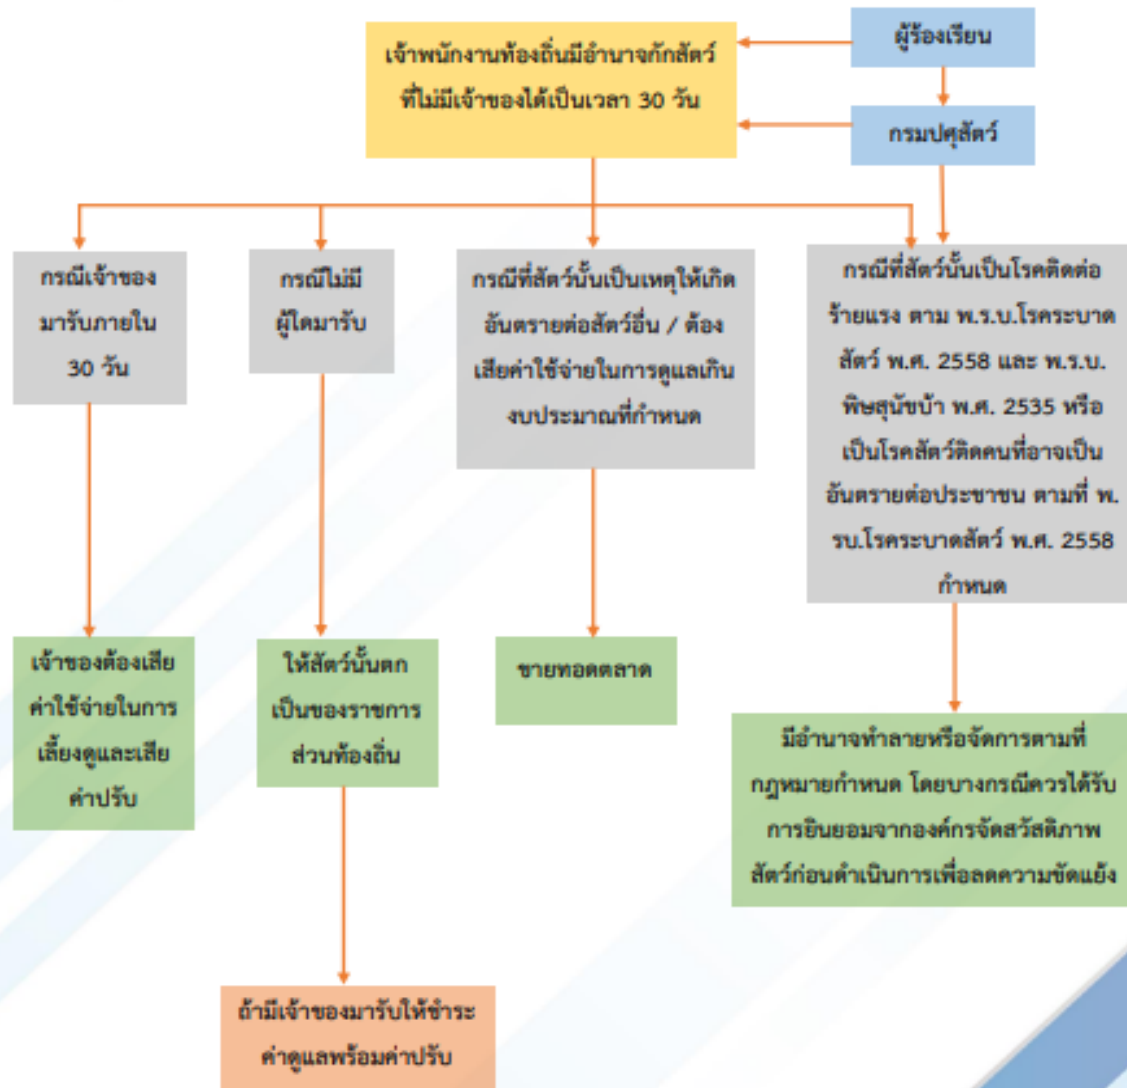 ผู้ร้องเรียน
เจ้าพนักงานท้องถิ่นมีอำนาจกักสัตว์
ที่ไม่มีเจ้าของได้เป็นเวลา 30 วัน
กรมปศุสัตว์
กรณีเจ้าของ
มารับภายใน
30 วัน
กรณีไม่มี
ผู้ใดมารับ
กรณีที่สัตว์นั้นเป็นเหตุให้เกิด
อันตรายต่อสัตว์อื่น / ต้อง
เสียค่าใช้จ่ายในการดูแลเกิน
งบประมาณที่กำหนด
กรณีที่สัตว์นั้นเป็นโรคติดต่อ
ร้ายแรง ตาม พ.ร.บ.โรคระบาด
สัตว์ พ.ศ. 2558 และ พ.ร.บ.
พิษสุนัขบ้า พ.ศ. 2535 หรือ
เป็นโรคสัตว์ติดคนที่อาจเป็น
อันตรายต่อประชาชน ตามที่ พ.
รบ.โรคระบาดสัตว์ พ.ศ. 2558
กำหนด
เจ้าของต้องเสีย
ค่าใช้จ่ายในการ
เลี้ยงดูและเสีย
ค่าปรับ
ให้สัตว์นั้นตก
เป็นของราชการ
ส่วนท้องถิ่น
ขายทอดตลาด
มีอำนาจทำลายหรือจัดการตามที่
กฎหมายกำหนด โดยบางกรณีควรได้รับ
การยินยอมจากองค์กรจัดสวัสดิภาพ
สัตว์ก่อนดำเนินการเพื่อลดความขัดแย้ง
ถ้ามีเจ้าของมารับให้ชำระ
ค่าดูแลพร้อมค่าปรับ